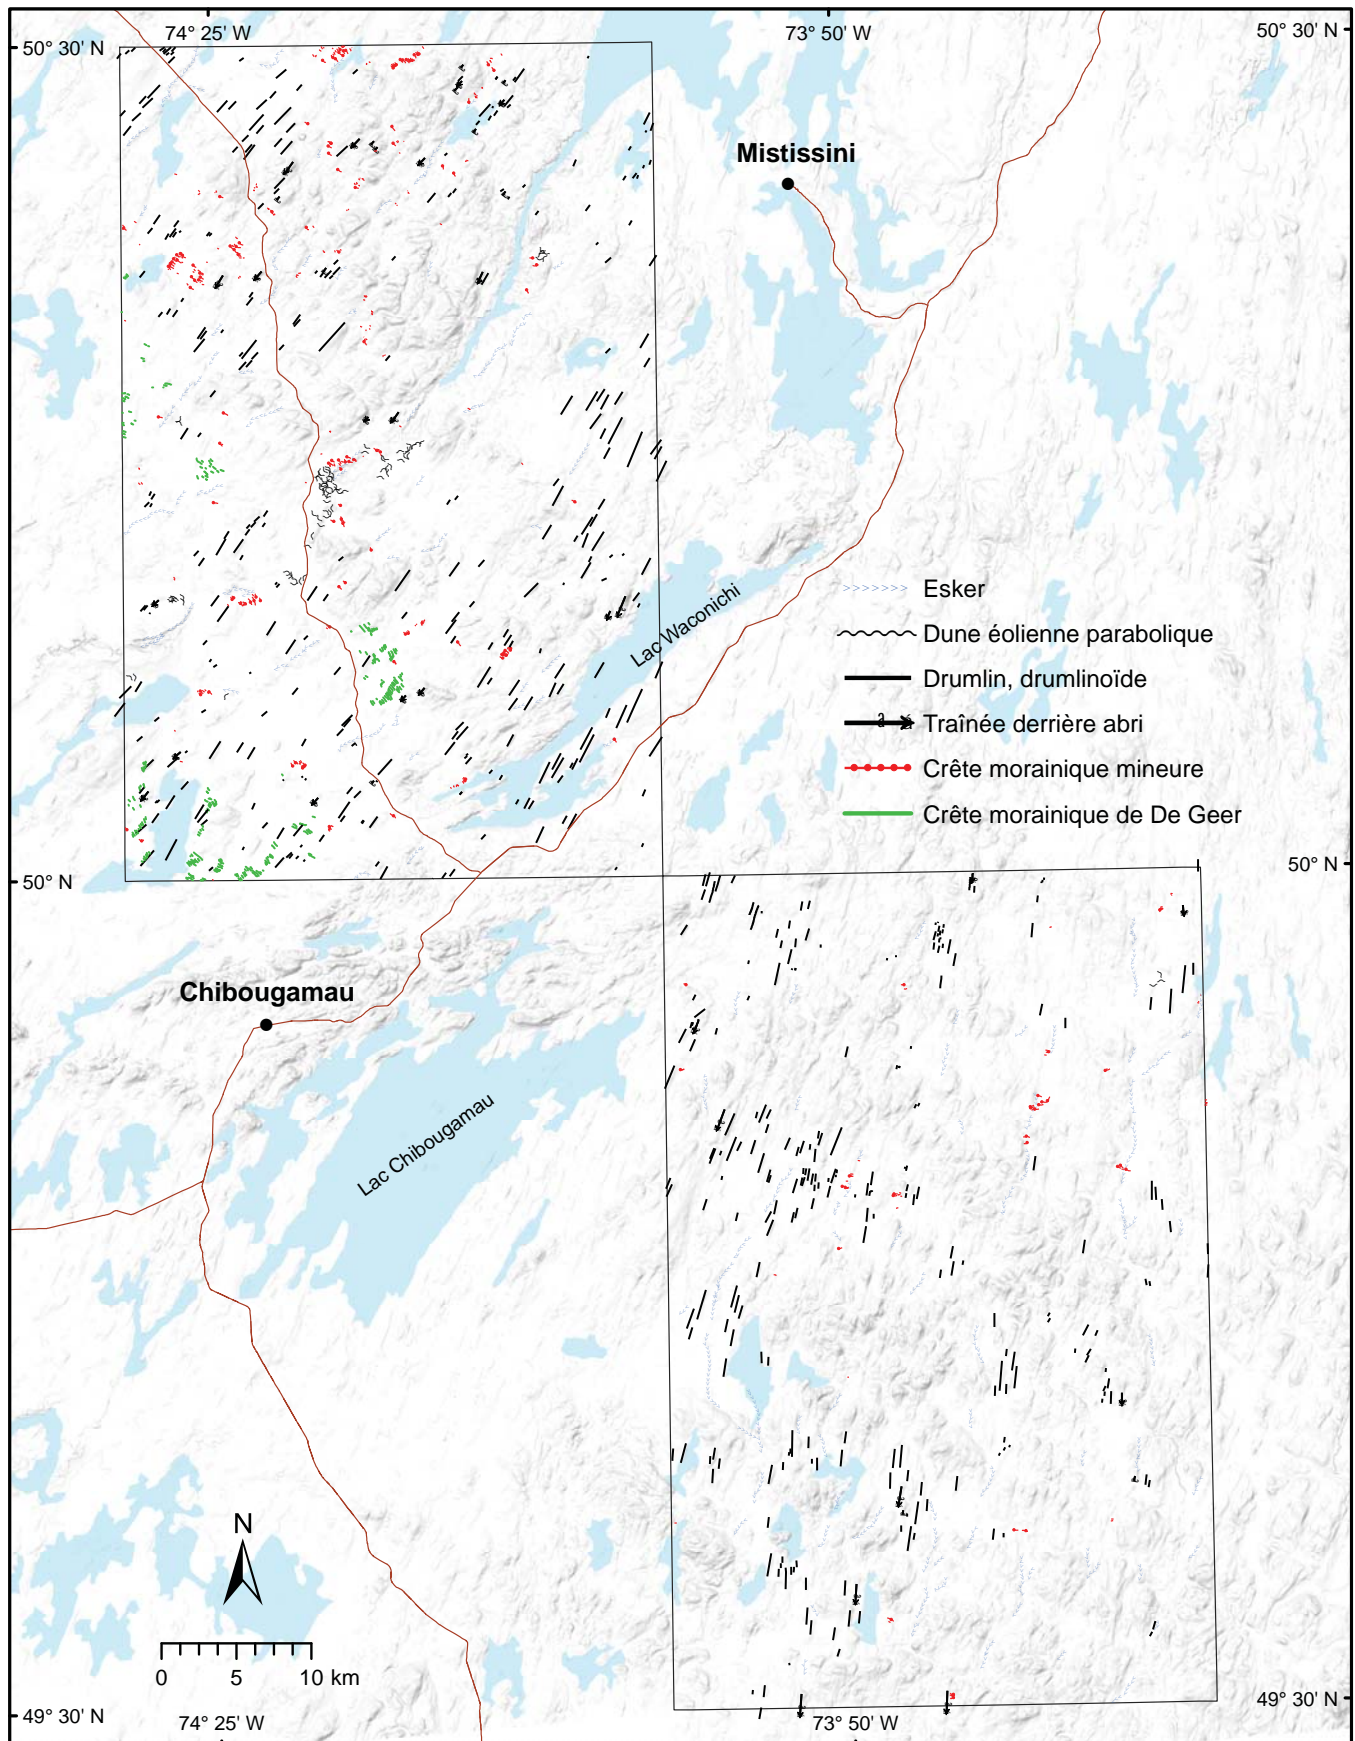 74° 25' W
73° 50' W
50° 30' N
50° 30' N
Mistissini
Esker
Dune éolienne parabolique
Lac Waconichi
Drumlin, drumlinoïde
Traînée derrière abri
Crête morainique mineure
Crête morainique de De Geer
50° N
50° N
Chibougamau
Lac Chibougamau
N
0 5 10 km
49° 30' N
49° 30' N
74° 25' W
73° 50' W